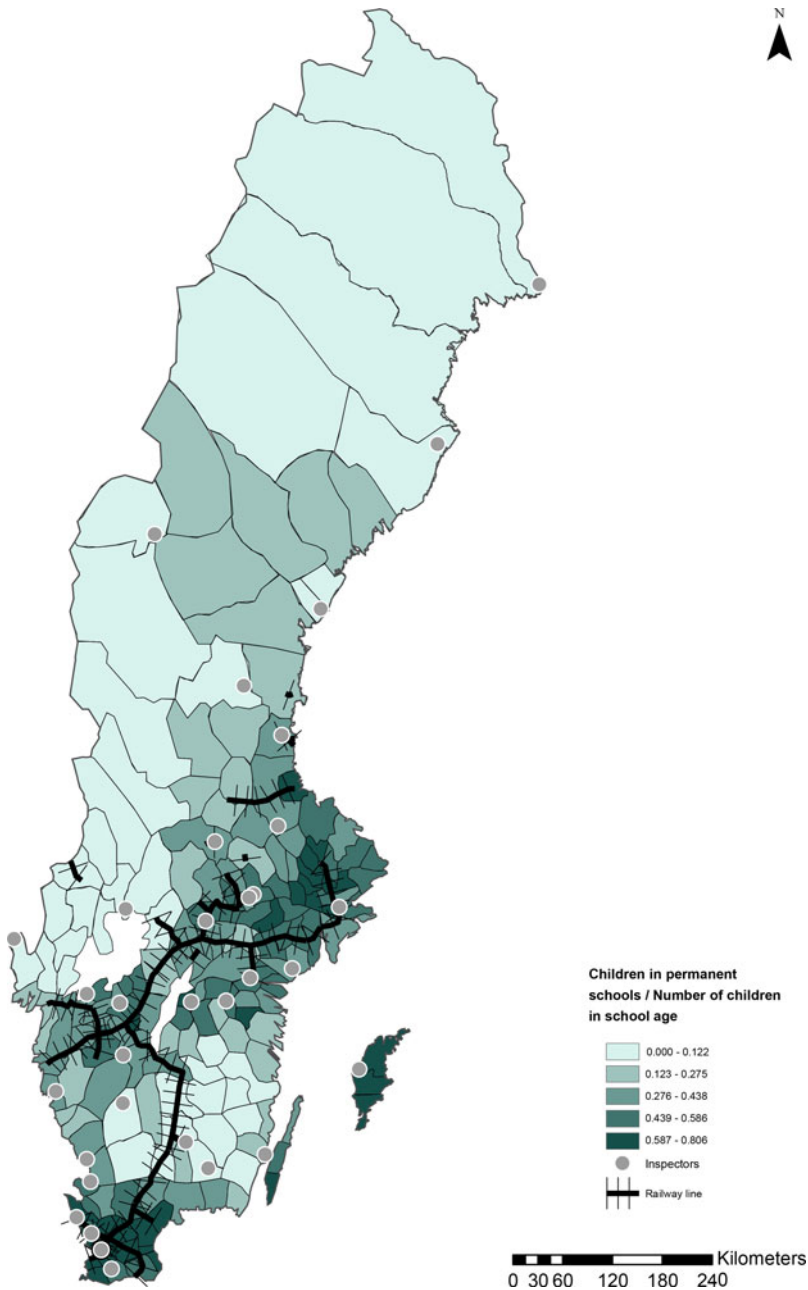 N
Children in permanent
schools / Number of children
in school age
0.000 - 0.122
0.123 - 0.275
0.276 - 0.438
0.439 - 0.586
0.587 - 0.806
Inspectors
Railway line
Kilometers
0 30 60 120 180 240